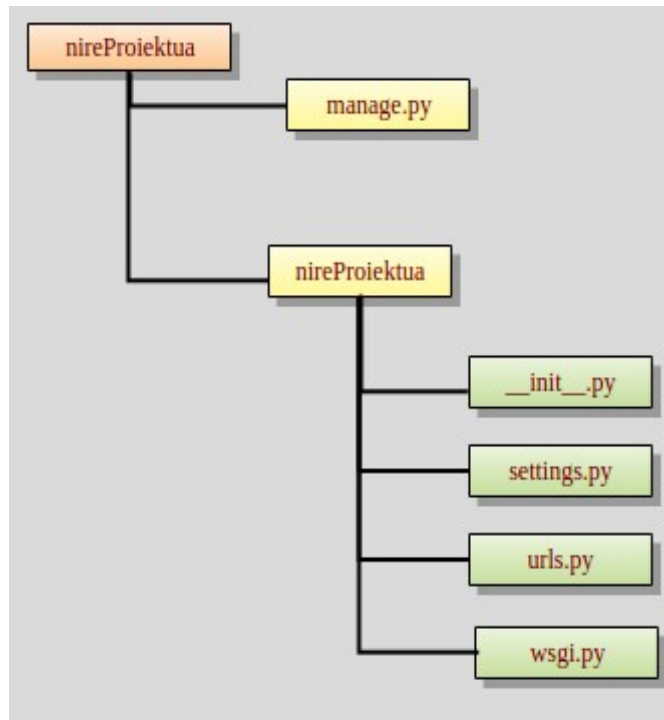 nireProiektua
manage.py
nireProiektua
__init__.py
settings.py
urls.py
wsgi.py